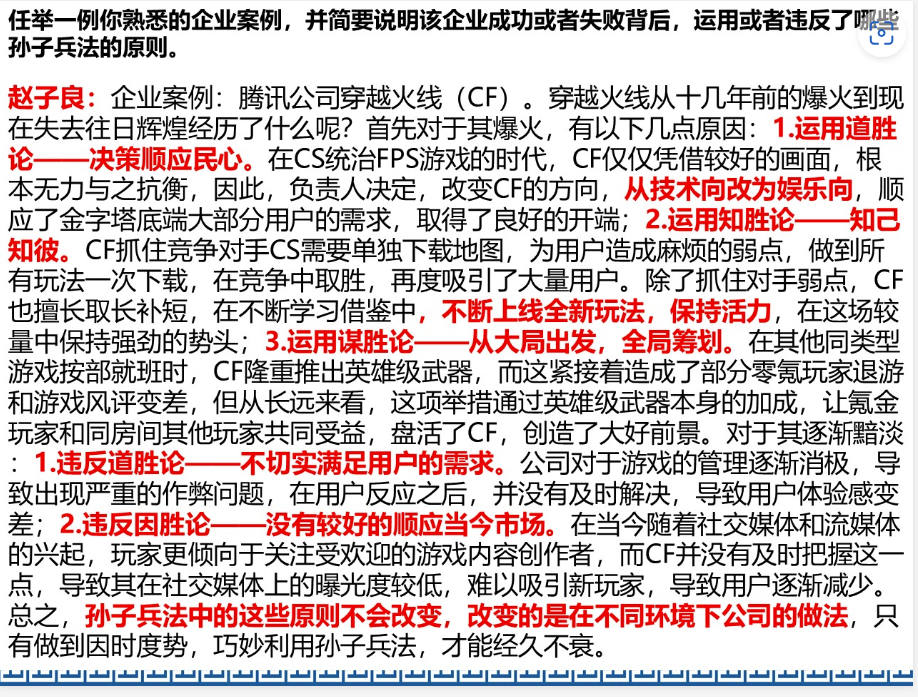 任举一例你熟悉的企业案例，并简要说明该企业成功或者失败背后，运用或者违反了哪些
孙子兵法的原则。
赵子良：企业案例：腾讯公司穿越火线（CF）。穿越火线从十几年前的爆火到现
在失去往日辉煌经历了什么呢？首先对于其爆火，有以下几点原因：1.运用道胜
论——决策顺应民心。在CS统治FPS游戏的时代，CF仅仅凭借较好的画面，根
本无力与之抗衡，因此，负责人决定，改变CF的方向，从技术向改为娱乐向，顺
应了金字塔底端大部分用户的需求，取得了良好的开端；2.运用知胜论——知己
知彼。CF抓住竞争对手CS需要单独下载地图，为用户造成麻烦的弱点，做到所
有玩法一次下载，在竞争中取胜，再度吸引了大量用户。除了抓住对手弱点，CF
也擅长取长补短，在不断学习借鉴中，不断上线全新玩法，保持活力，在这场较
量中保持强劲的势头；3.运用谋胜论——从大局出发，全局筹划。在其他同类型
游戏按部就班时，CF隆重推出英雄级武器，而这紧接着造成了部分零氪玩家退游
和游戏风评变差，但从长远来看，这项举措通过英雄级武器本身的加成，让氪金
玩家和同房间其他玩家共同受益，盘活了CF，创造了大好前景。对于其逐渐黯淡
：1.违反道胜论——不切实满足用户的需求。公司对于游戏的管理逐渐消极，导
致出现严重的作弊问题，在用户反应之后，并没有及时解决，导致用户体验感变
差；2.违反因胜论——没有较好的顺应当今市场。在当今随着社交媒体和流媒体
的兴起，玩家更倾向于关注受欢迎的游戏内容创作者，而CF并没有及时把握这一
点，导致其在社交媒体上的曝光度较低，难以吸引新玩家，导致用户逐渐减少。
总之，孙子兵法中的这些原则不会改变，改变的是在不同环境下公司的做法，只
有做到因时度势，巧妙利用孙子兵法，才能经久不衰。